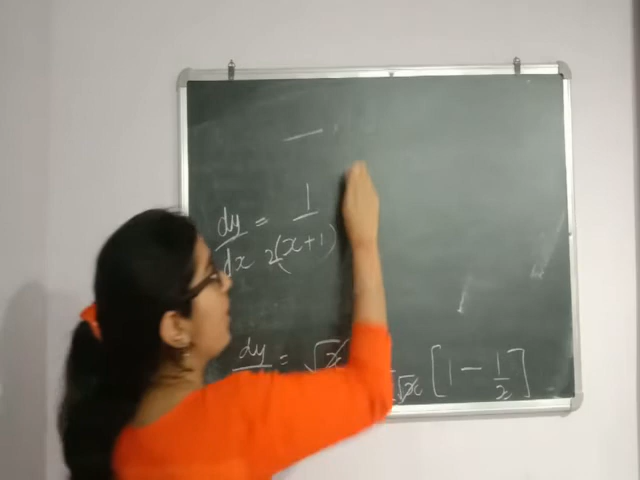 dy/dx = 1/2(x+1)
dy = √x √x [1 - 1/x]